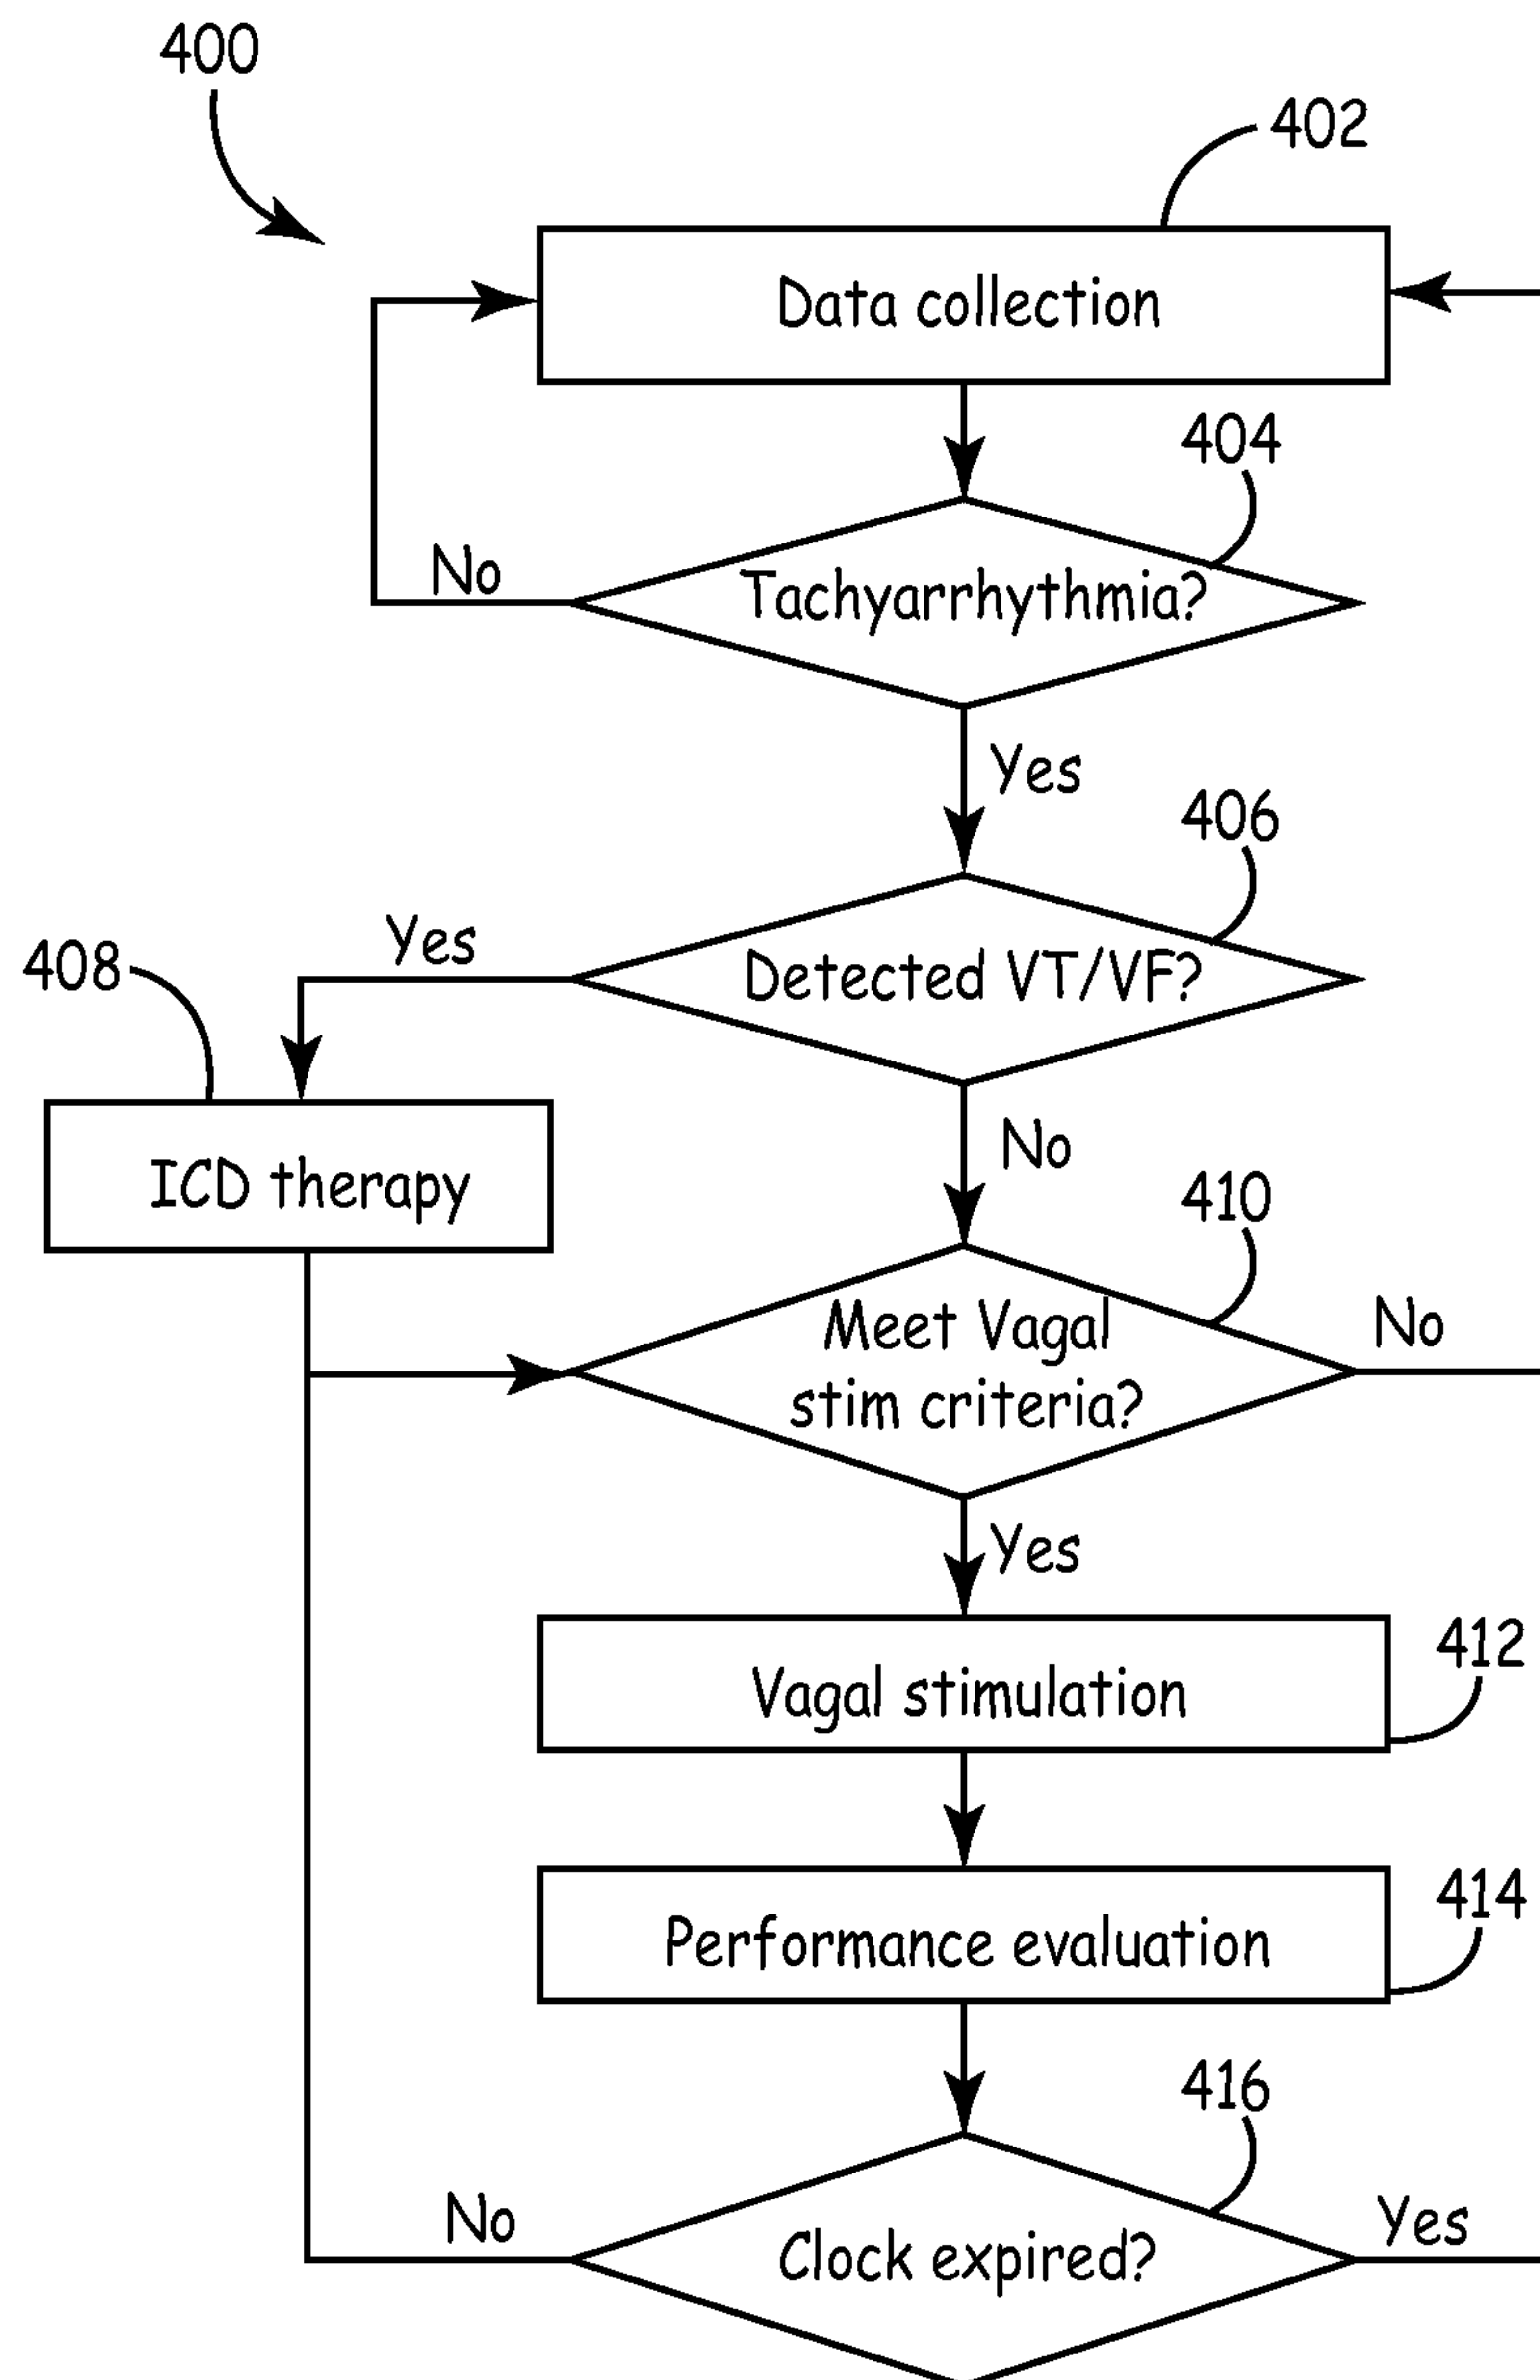 400
402
Data collection
404
No
Tachyarrhythmia?
Yes
406
Yes
408
Detected VT/VF?
No
ICD therapy
410
No
Meet Vagal
stim criteria?
Yes
412
Vagal stimulation
414
Performance evaluation
416
No
Yes
Clock expired?